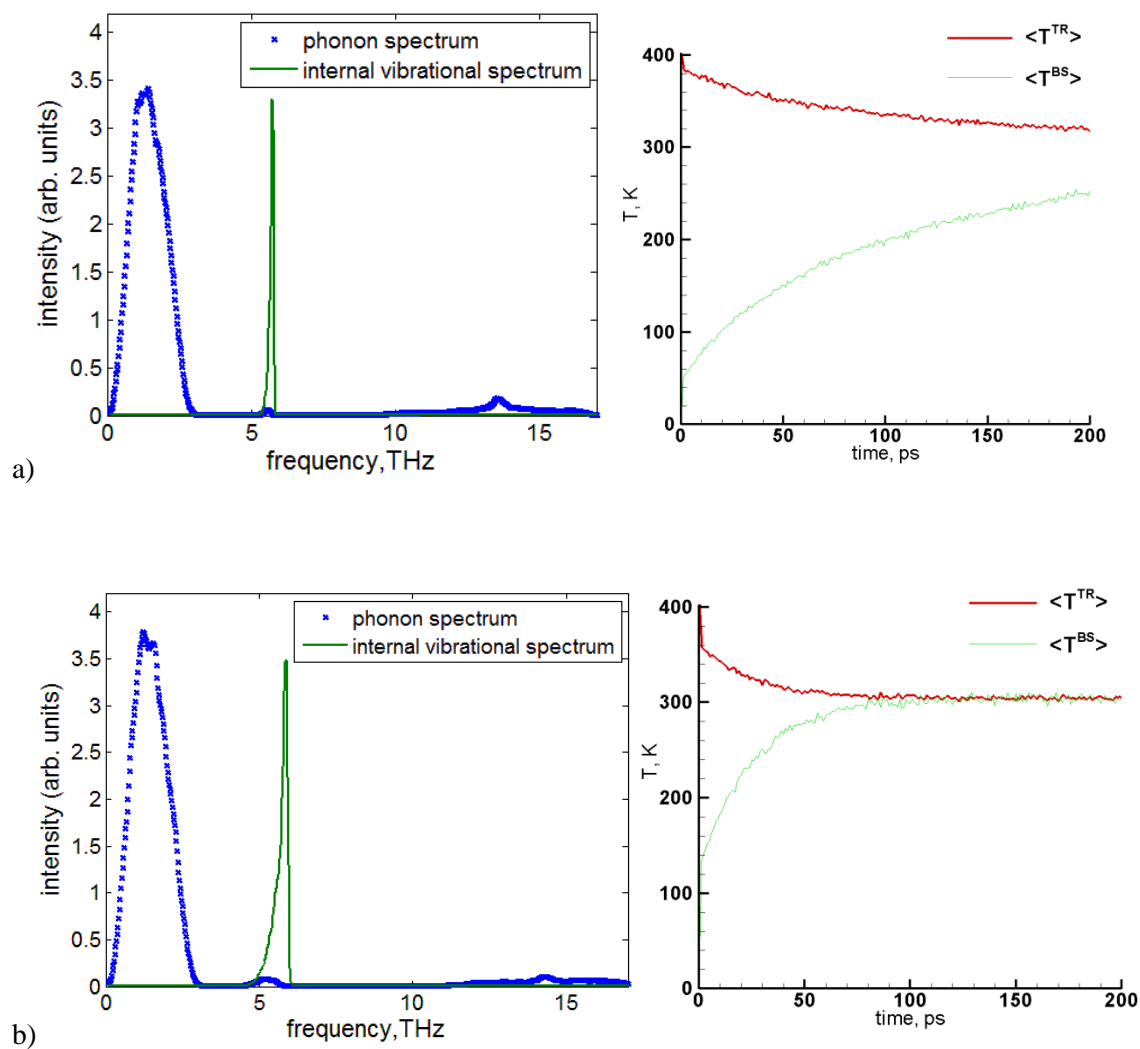 phonon spectrum
internal vibrational spectrum
intensity (arb. units)
4
3.5
3
2.5
2
1.5
1
0.5
0
0 5 10 15
frequency,THz
<T^TR>
<T^BS>
T, K
400
300
200
100
0
0 50 100 150 200
time, ps
a)
phonon spectrum
internal vibrational spectrum
intensity (arb. units)
4
3.5
3
2.5
2
1.5
1
0.5
0
0 5 10 15
frequency,THz
<T^TR>
<T^BS>
T, K
400
300
200
100
0
0 50 100 150 200
time, ps
b)